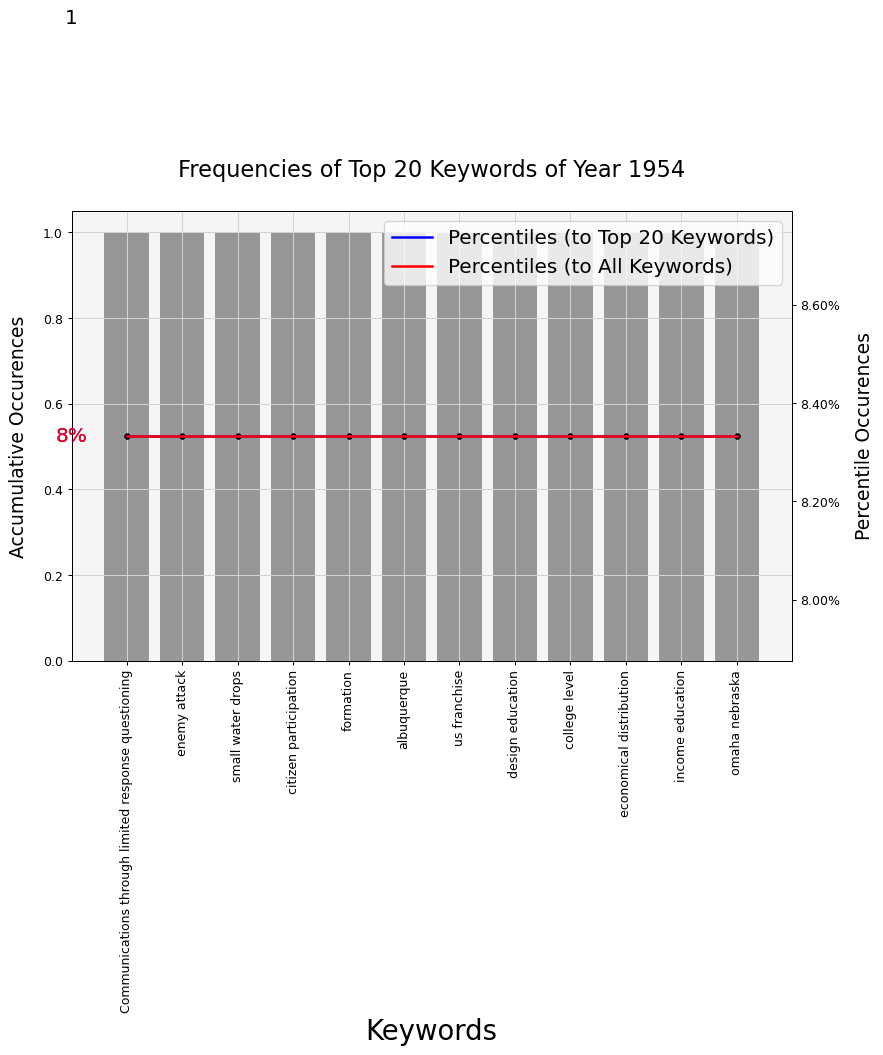 1
Frequencies of Top 20 Keywords of Year 1954
Percentiles (to Top 20 Keywords)
Percentiles (to All Keywords)
Accumulative Occurences
1.0
0.8
0.6
0.4
0.2
0.0
8%
8.60%
8.40%
8.20%
8.00%
Percentile Occurences
Communications through limited response questioning
enemy attack
small water drops
citizen participation
formation
albuquerque
us franchise
design education
college level
economical distribution
income education
omaha nebraska
Keywords